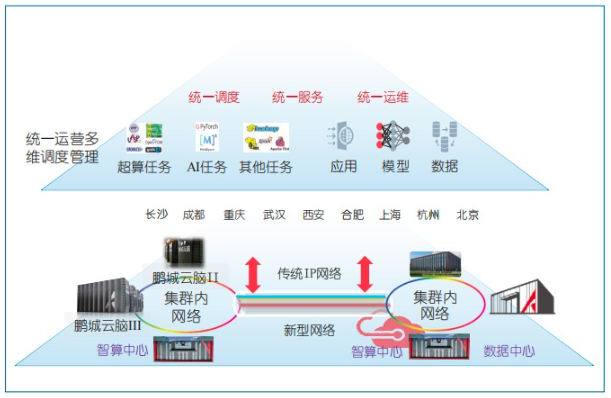 统一调度 统一服务 统一运维
统一运营多
维调度管理
PyTorch
超算任务 AI任务 其他任务 应用 模型 数据
长沙 成都 重庆 武汉 西安 合肥 上海 杭州 北京
鹏城云脑II
传统IP网络
集群内
网络
集群内
网络
鹏城云脑III
新型网络
智算中心 智算中心 数据中心